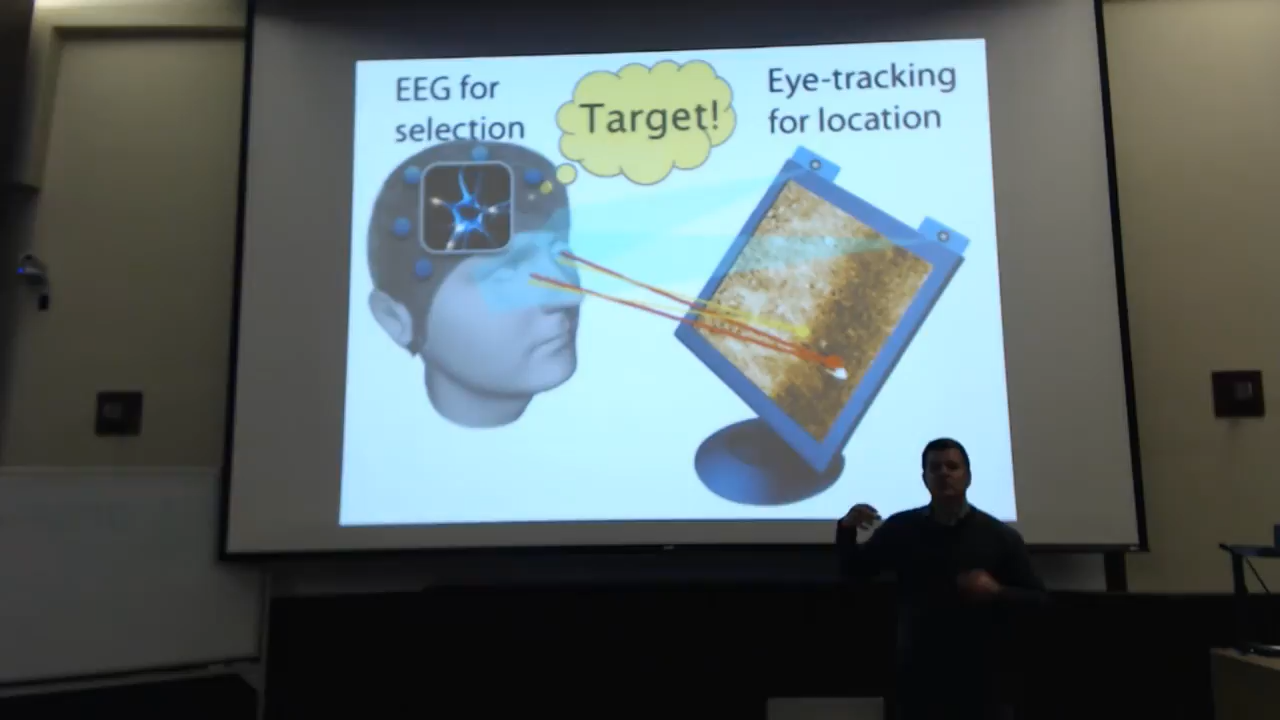 EEG for
selection
Target!
Eye-tracking
for location